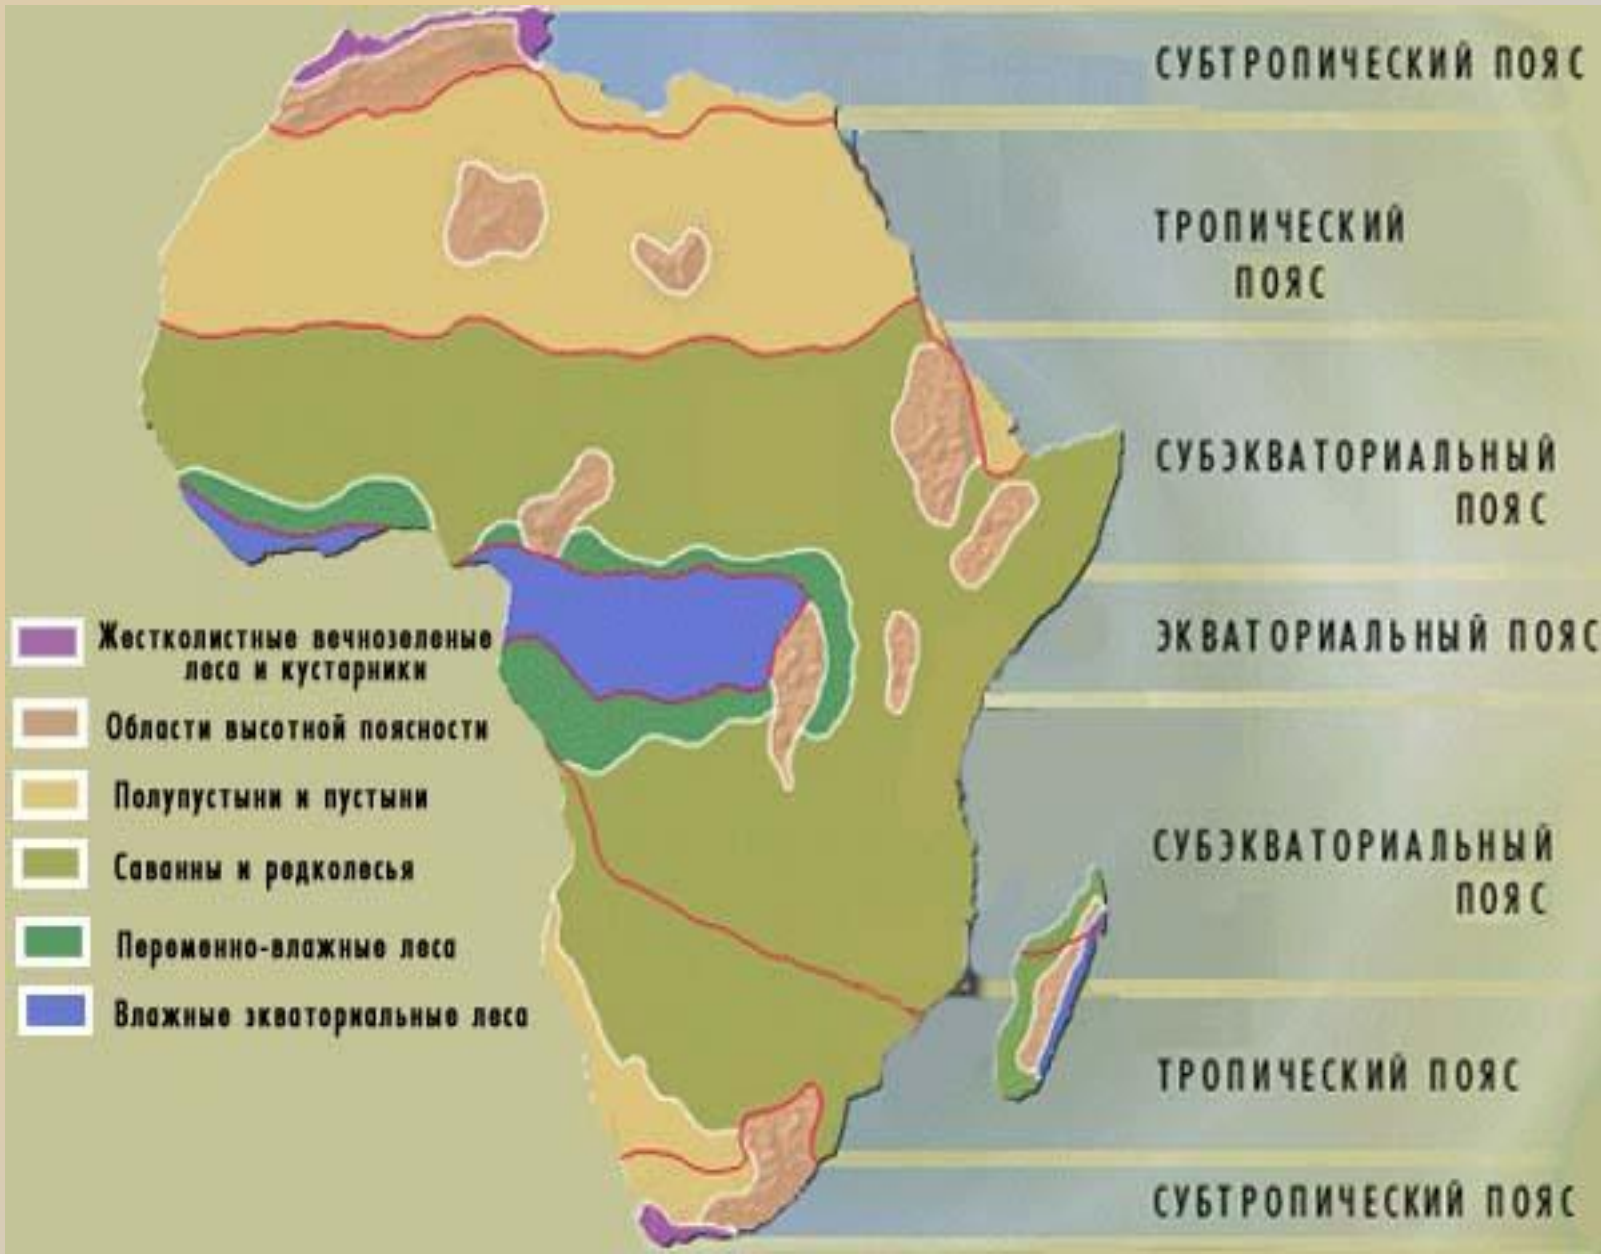 СУБТРОПИЧЕСКИЙ ПОЯС
ТРОПИЧЕСКИЙ
ПОЯС
СУБЭКВАТОРИАЛЬНЫЙ
ПОЯС
ЭКВАТОРИАЛЬНЫЙ ПОЯС
СУБЭКВАТОРИАЛЬНЫЙ
ПОЯС
ТРОПИЧЕСКИЙ ПОЯС
СУБТРОПИЧЕСКИЙ ПОЯС
Жестколистные вечнозеленые
леса и кустарники
Области высотной поясности
Полупустыни и пустыни
Саванны и редколесья
Переменно-влажные леса
Влажные экваториальные леса